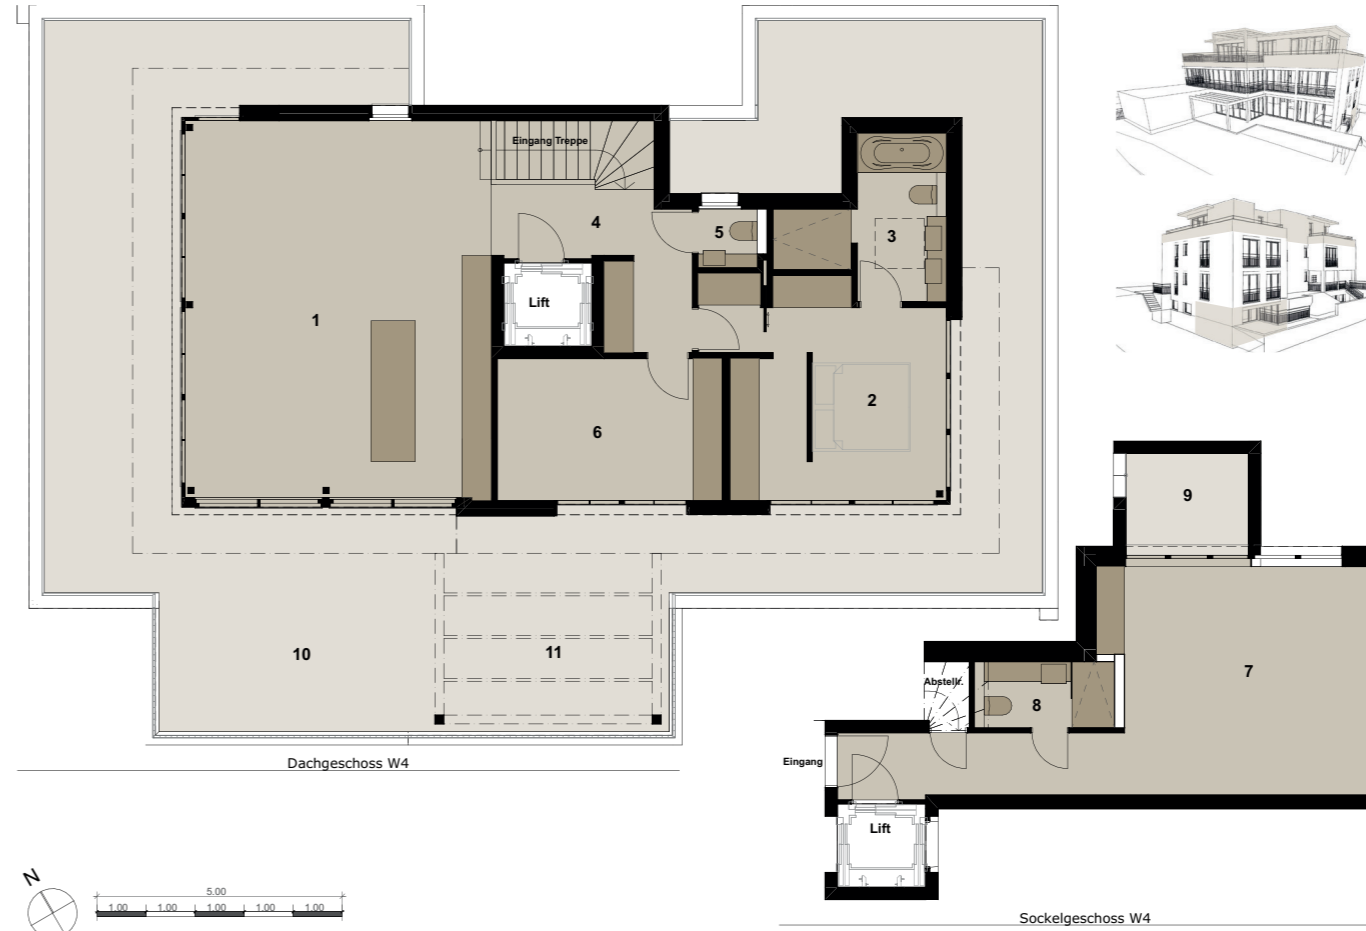 Eingang Treppe
4
5
3
Lift
1
2
6
9
10
11
7
Abstellr.
8
Eingang
Dachgeschoss W4
Lift
N
5.00
1.00 1.00 1.00 1.00 1.00
Sockelgeschoss W4